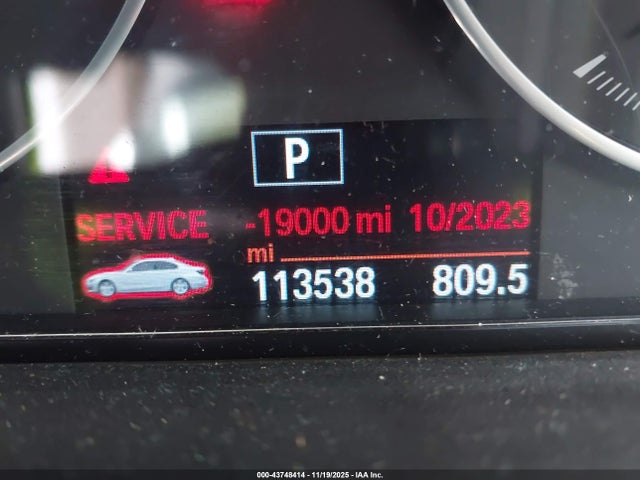 P
SERVICE -19000 mi 10/2023
mi
113538 809.5
000-43748414 - 11/19/2025 - IAA Inc.